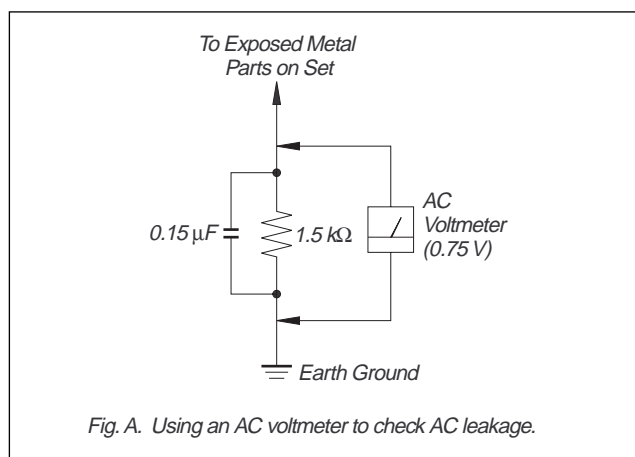 To Exposed Metal
Parts on Set
0.15 μF
1.5 kΩ
AC
Voltmeter
(0.75 V)
Earth Ground
Fig. A. Using an AC voltmeter to check AC leakage.